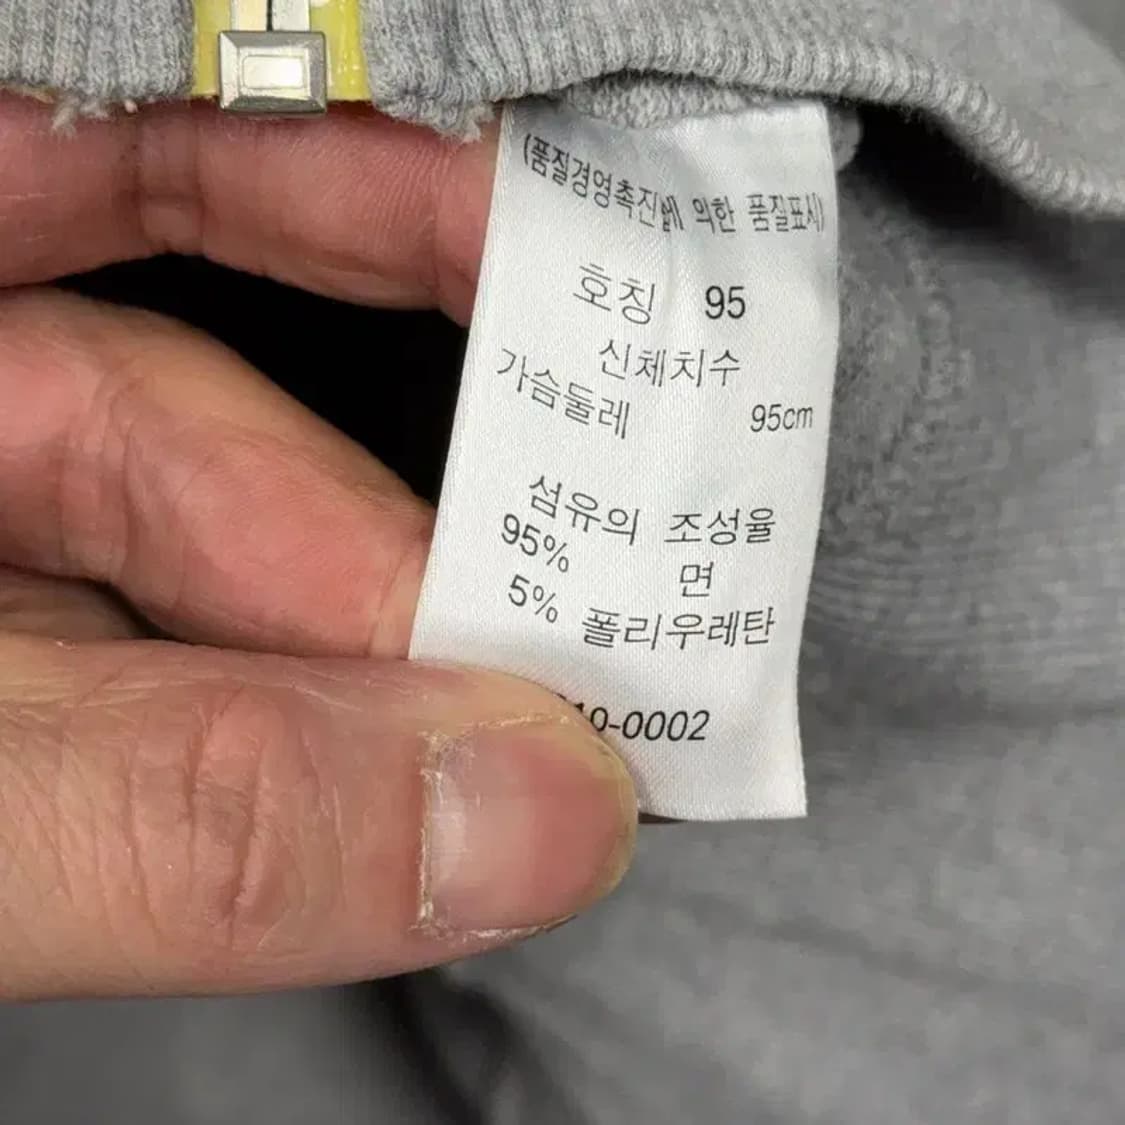 (품질경영촉진법에 의한 품질표시)
호칭 95
신체치수
가슴둘레 95cm
섬유의 조성율
95% 면
5% 폴리우레탄
10-0002